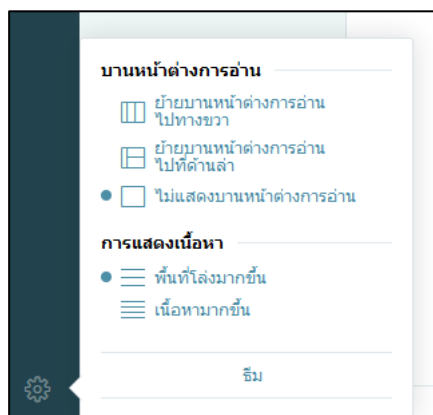 บานหน้าต่างการอ่าน
ย้ายบานหน้าต่างการอ่าน
ไปทางขวา
ย้ายบานหน้าต่างการอ่าน
ไปที่ด้านล่า
ไม่แสดงบานหน้าต่างการอ่าน
การแสดงเนื้อหา
พื้นที่โล่งมากขึ้น
เนื้อหามากขึ้น
ธีม